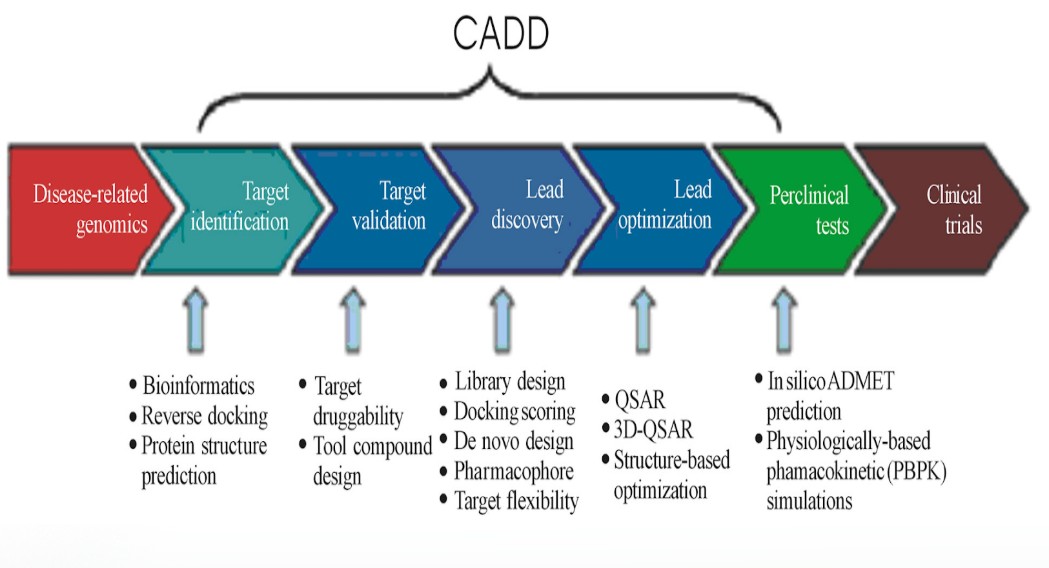 CADD
Disease-related
genomics
Target
identification
Target
validation
Lead
discovery
Lead
optimization
Perclinical
tests
Clinical
trials
• Bioinformatics
• Reverse docking
• Protein structure
prediction
• Target
druggability
• Tool compound
design
• Library design
• Docking scoring
• De novo design
• Pharmacophore
• Target flexibility
• QSAR
• 3D-QSAR
• Structure-based
optimization
• In silico ADMET
prediction
• Physiologically-based
phamacokinetic (PBPK)
simulations